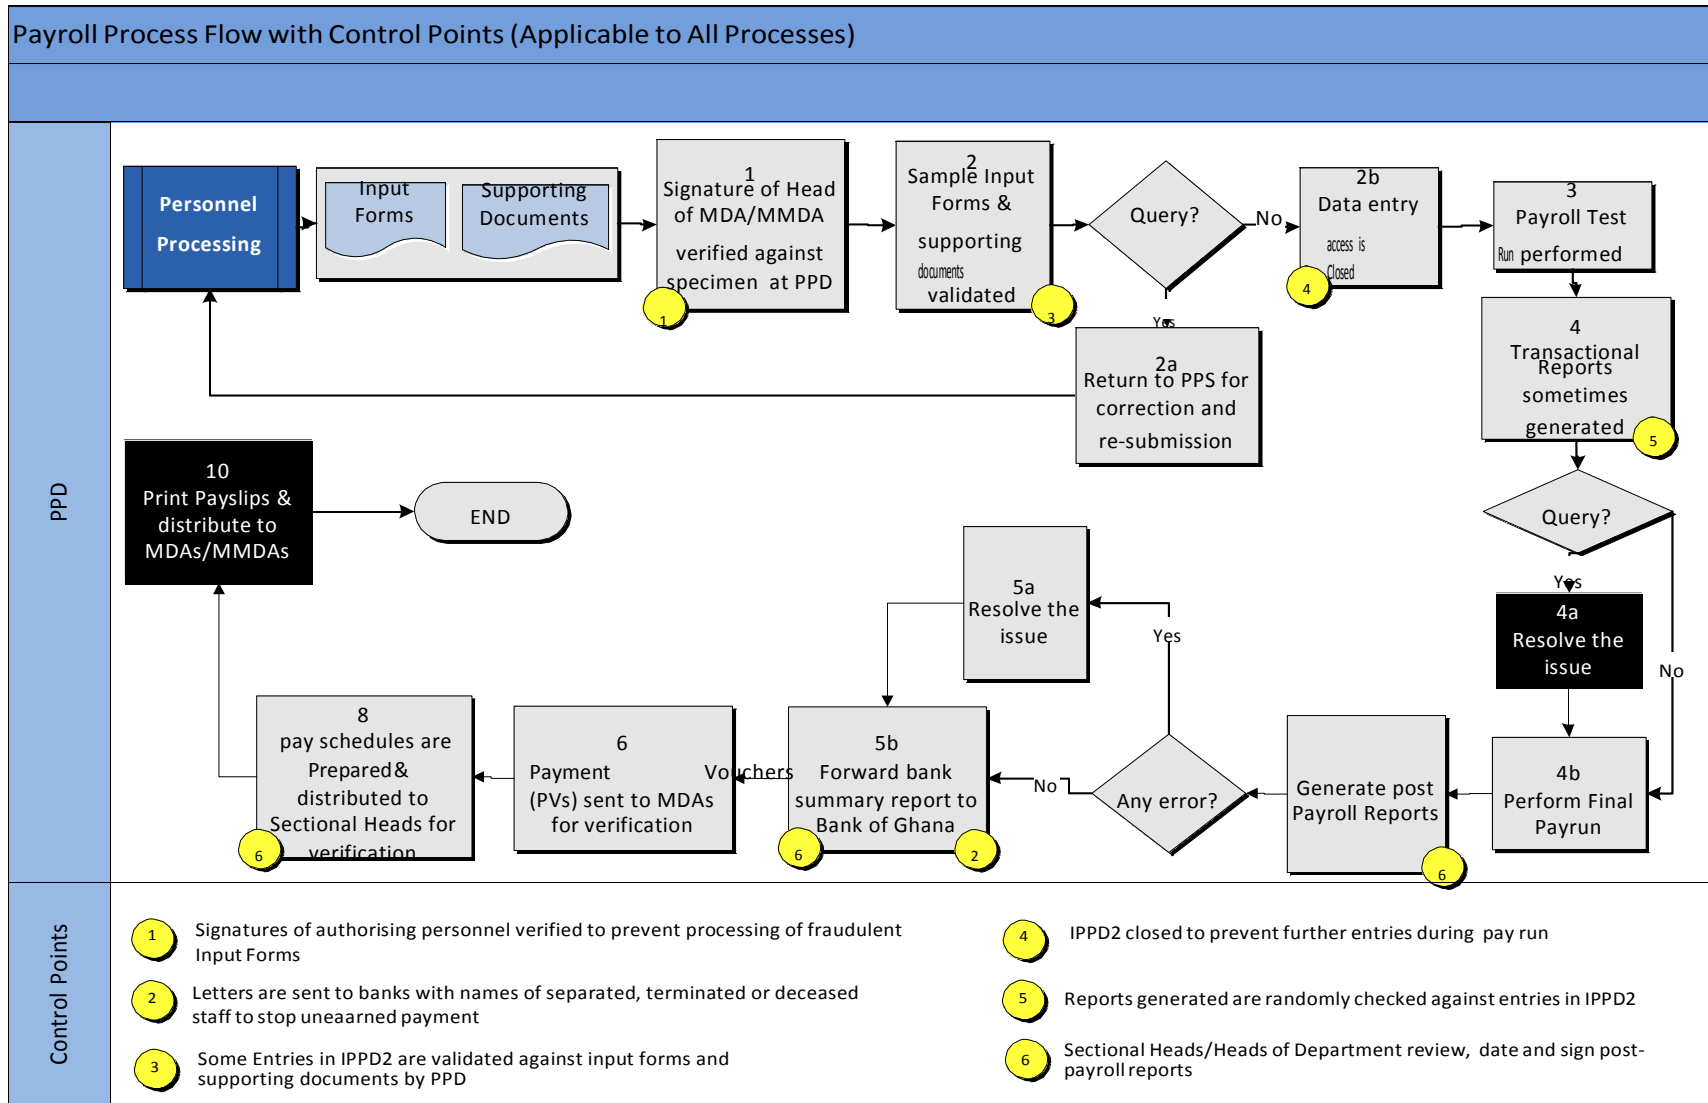 Payroll Process Flow with Control Points (Applicable to All Processes)
PPD
Personnel
Processing
Input
Forms
Supporting
Documents
1
Signature of Head
of MDA/MMDA
verified against
specimen at PPD
1
2
Sample Input
Forms &
supporting
documents
validated
3
Query?
No
Yes
2a
Return to PPS for
correction and
re-submission
2b
Data entry
access is
Closed
4
3
Payroll Test
Run performed
4
Transactional
Reports
sometimes
generated
5
Query?
Yes
No
4a
Resolve the
issue
4b
Perform Final
Payrun
Generate post
Payroll Reports
6
Any error?
Yes
No
5a
Resolve the
issue
5b
Forward bank
summary report to
Bank of Ghana
6
2
6
Payment Vouchers
(PVs) sent to MDAs
for verification
8
pay schedules are
Prepared&
distributed to
Sectional Heads for
verification
6
10
Print Payslips &
distribute to
MDAs/MMDAs
END
Control Points
1
Signatures of authorising personnel verified to prevent processing of fraudulent
Input Forms
2
Letters are sent to banks with names of separated, terminated or deceased
staff to stop uneaarned payment
3
Some Entries in IPPD2 are validated against input forms and
supporting documents by PPD
4
IPPD2 closed to prevent further entries during pay run
5
Reports generated are randomly checked against entries in IPPD2
6
Sectional Heads/Heads of Department review, date and sign post-
payroll reports